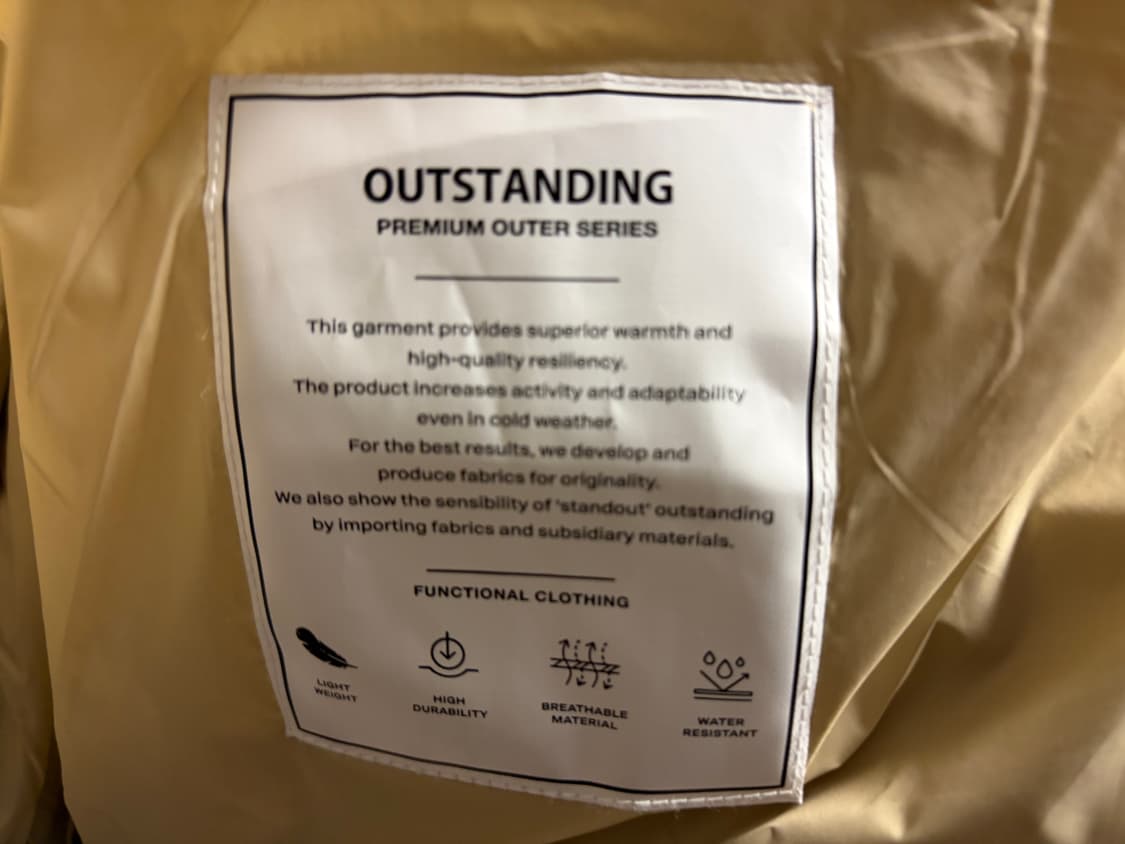 OUTSTANDING
PREMIUM OUTER SERIES
This garment provides superior warmth and
high-quality resiliency.
The product increases activity and adaptability
even in cold weather.
For the best results, we develop and
produce fabrics for originality.
We also show the sensibility of 'standout' outstanding
by importing fabrics and subsidiary materials.
FUNCTIONAL CLOTHING
LIGHT
WEIGHT
HIGH
DURABILITY
BREATHABLE
MATERIAL
WATER
RESISTANT